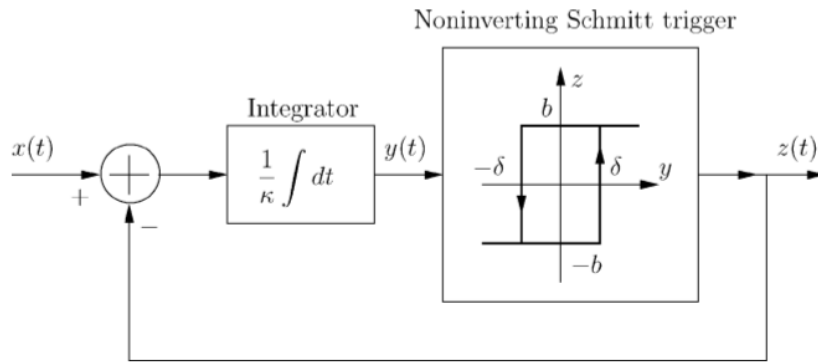 Noninverting Schmitt trigger
z
b
Integrator
x(t)
y(t)
z(t)
−δ
δ
y
1/κ ∫ dt
+
−
−b